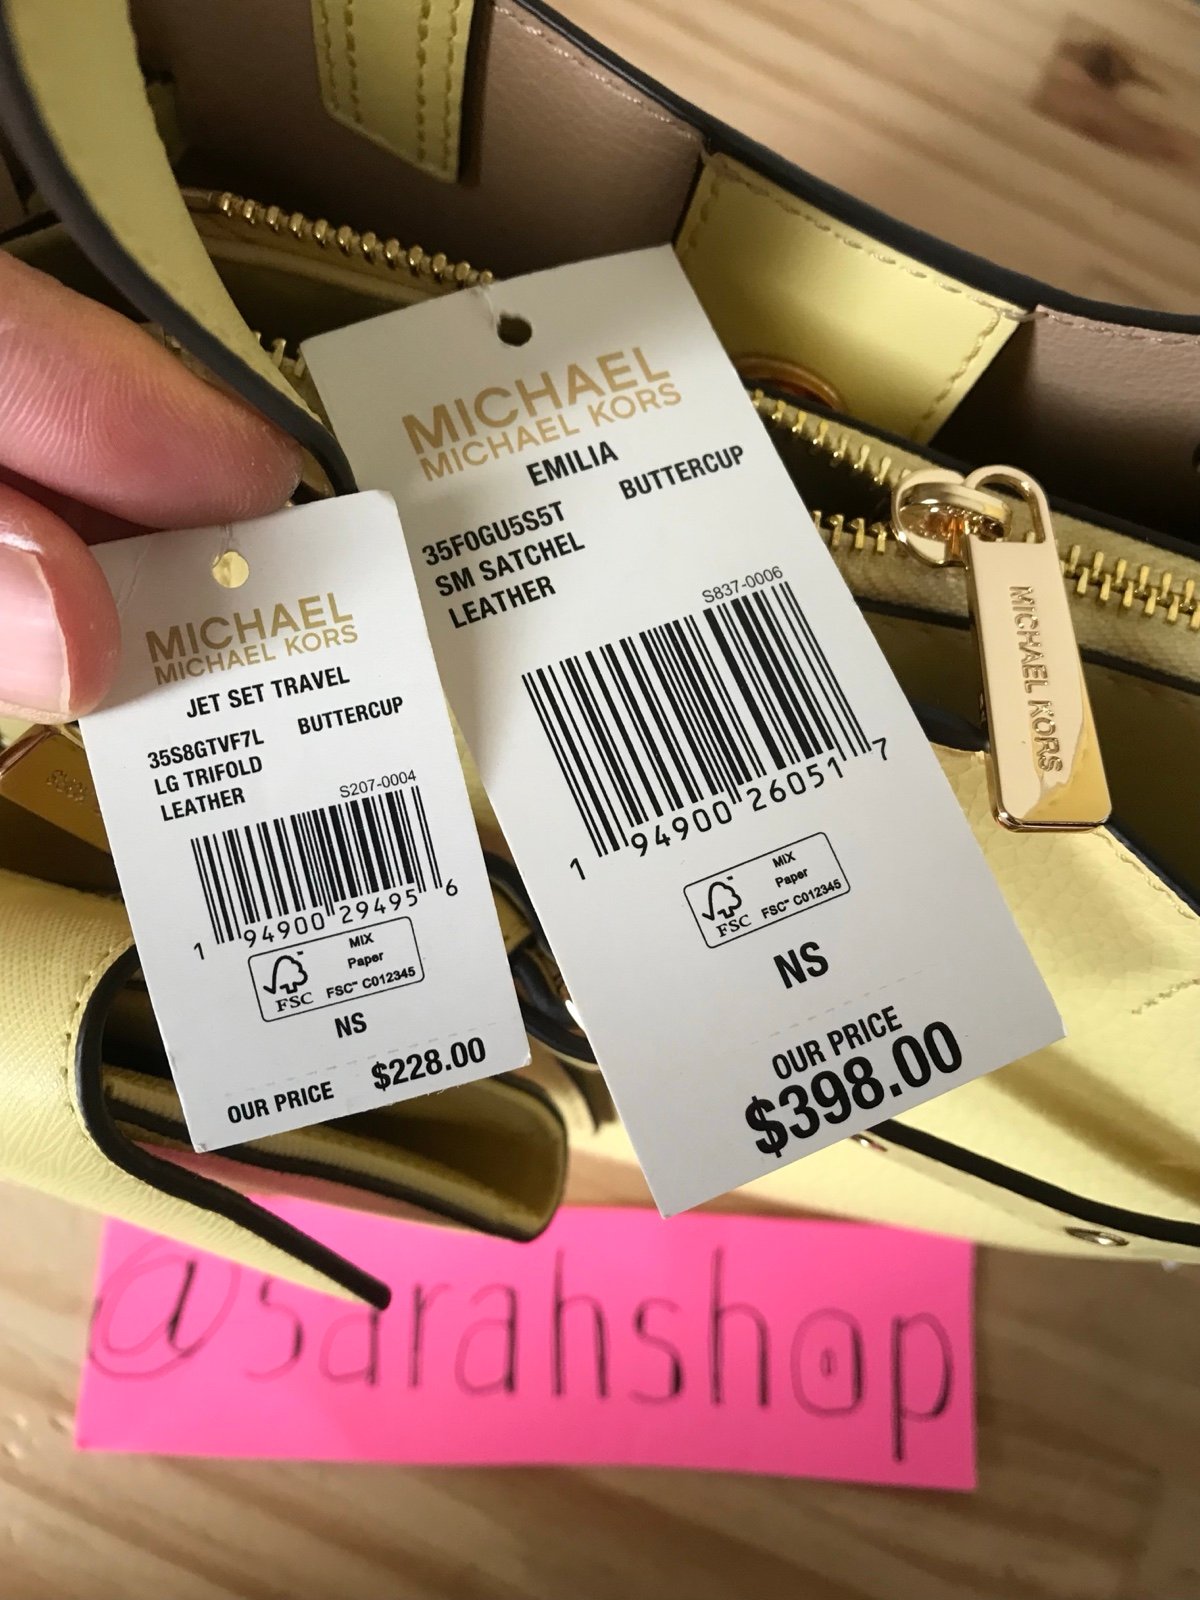 MICHAEL
MICHAEL KORS
JET SET TRAVEL
BUTTERCUP
35S8GTVF7L
LG TRIFOLD
LEATHER
S207-0004
1 94900 29495 6
FSC
MIX
Paper
FSC™ C012345
NS
OUR PRICE $228.00
MICHAEL
MICHAEL KORS
EMILIA
BUTTERCUP
35F0GU5S5T
SM SATCHEL
LEATHER
S837-0006
1 94900 26051 7
FSC
MIX
Paper
FSC™ C012345
NS
OUR PRICE
$398.00
MICHAEL KORS
@sarahshop